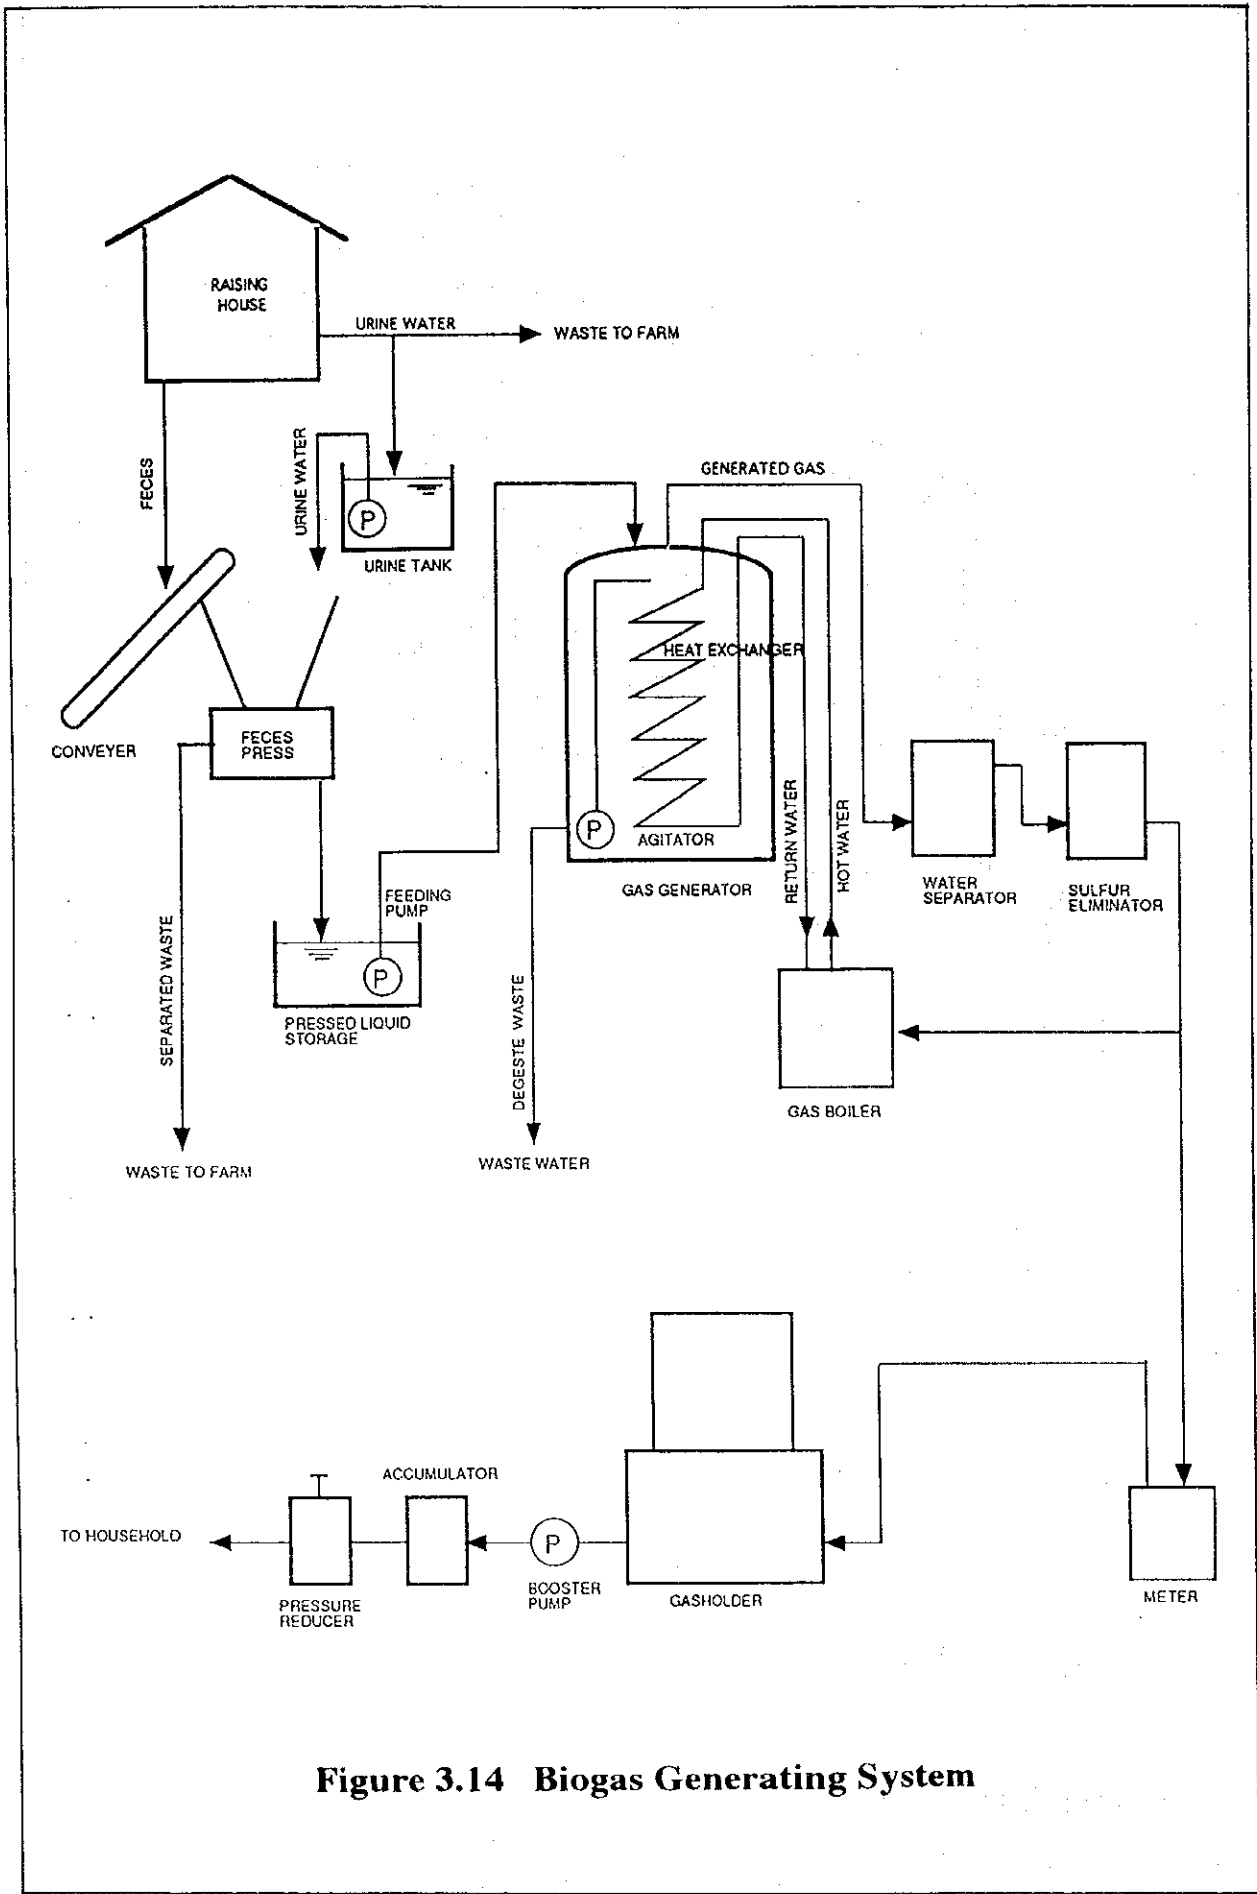 RAISING
HOUSE
URINE WATER
WASTE TO FARM
FECES
URINE WATER
P
URINE TANK
GENERATED GAS
HEAT EXCHANGER
CONVEYER
FECES
PRESS
P
AGITATOR
GAS GENERATOR
RETURN WATER
HOT WATER
WATER
SEPARATOR
SULFUR
ELIMINATOR
FEEDING
PUMP
P
PRESSED LIQUID
STORAGE
SEPARATED WASTE
DEGESTE WASTE
GAS BOILER
WASTE TO FARM
WASTE WATER
ACCUMULATOR
TO HOUSEHOLD
P
PRESSURE
REDUCER
BOOSTER
PUMP
GASHOLDER
METER
Figure 3.14 Biogas Generating System